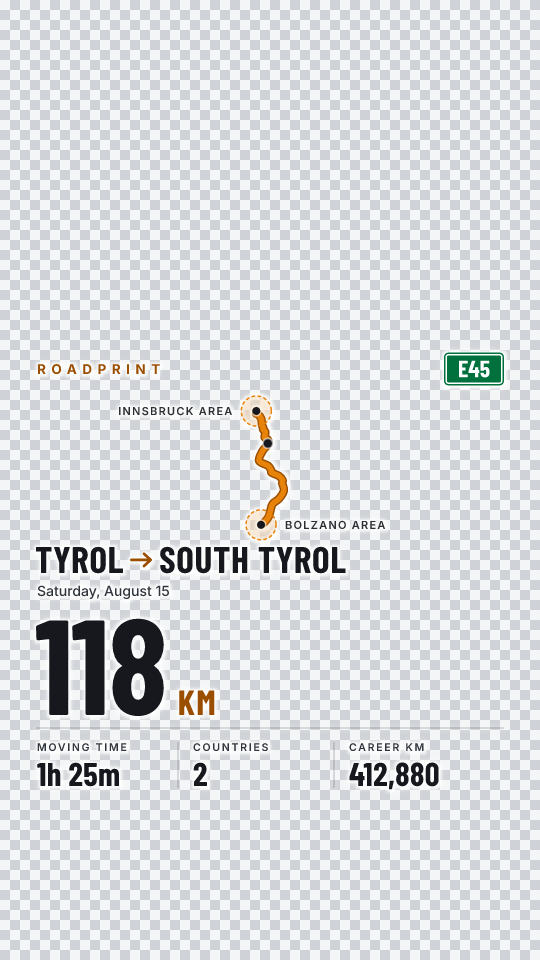 ROADPRINT
E45
INNSBRUCK AREA
BOLZANO AREA
TYROL → SOUTH TYROL
Saturday, August 15
118 KM
MOVING TIME COUNTRIES CAREER KM
1h 25m 2 412,880